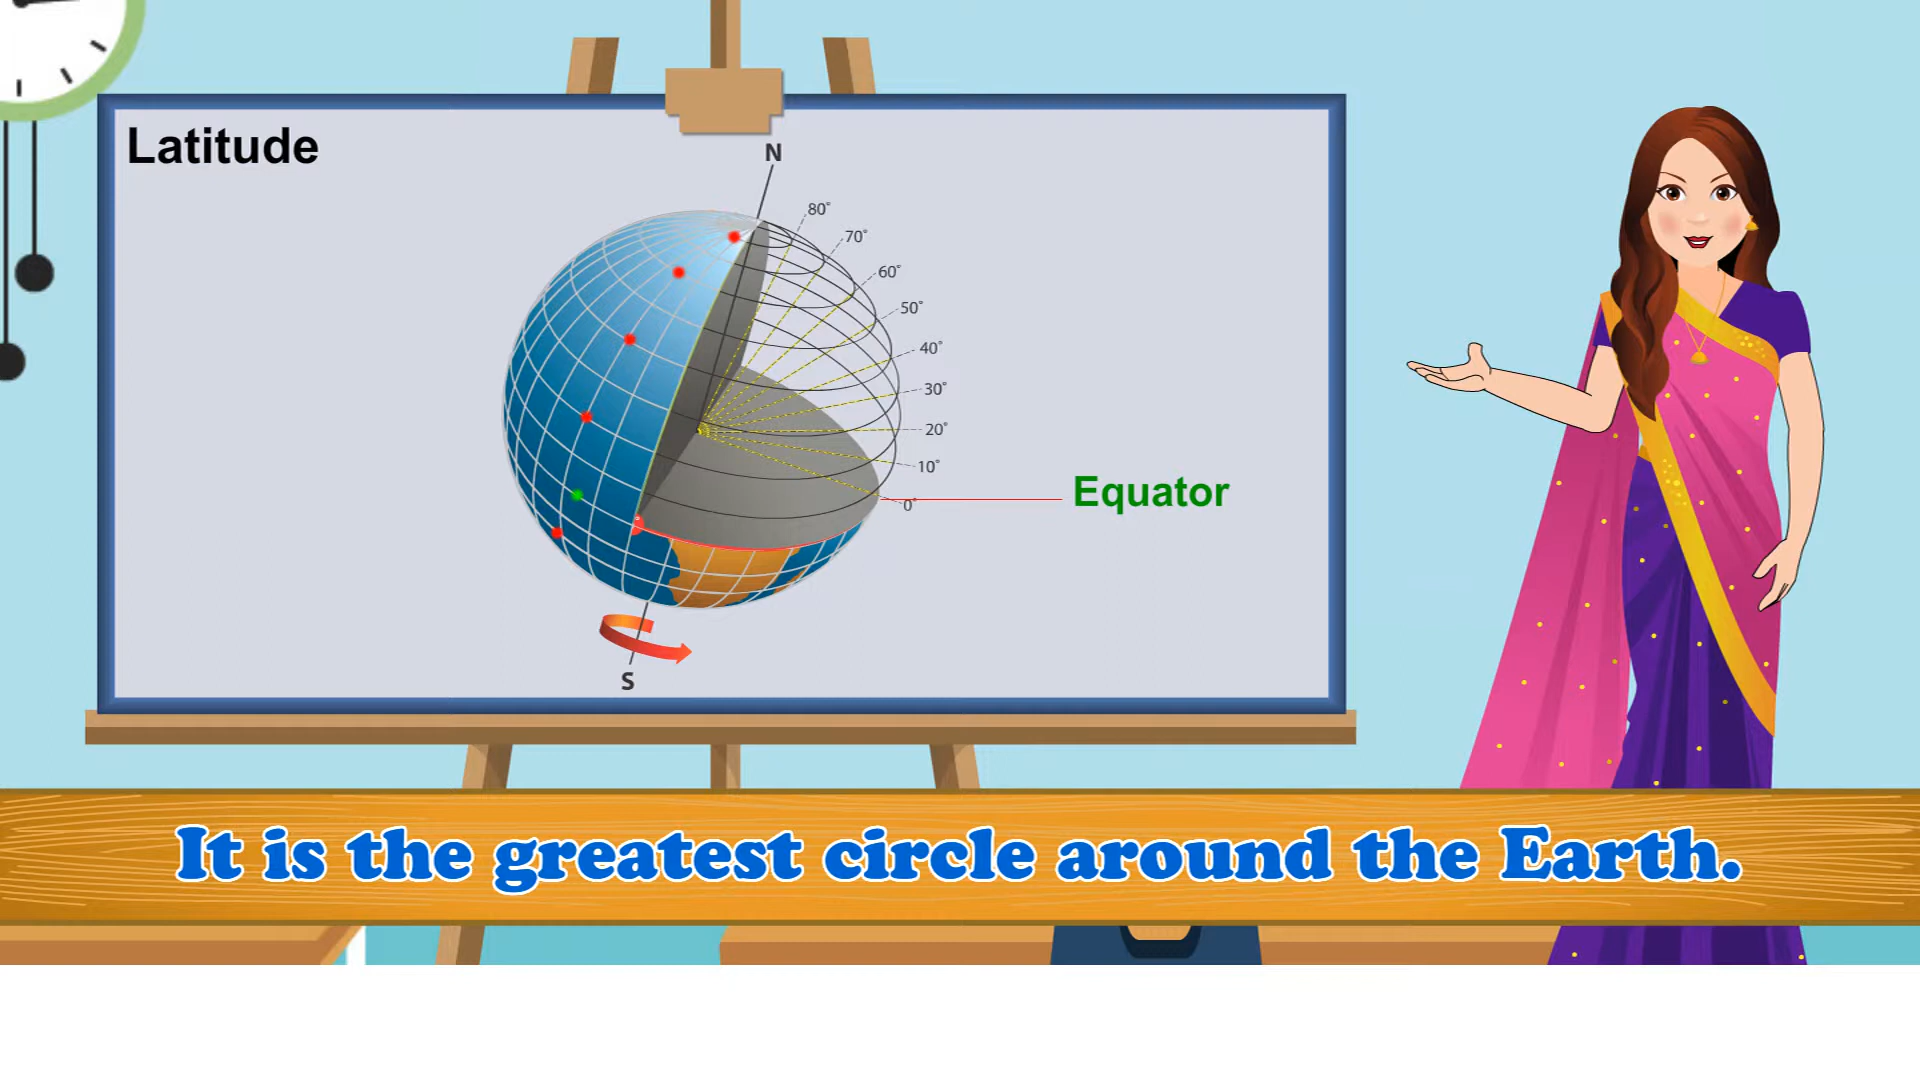 Latitude
N
80°
70°
60°
50°
40°
30°
20°
10°
0°
Equator
S
It is the greatest circle around the Earth.